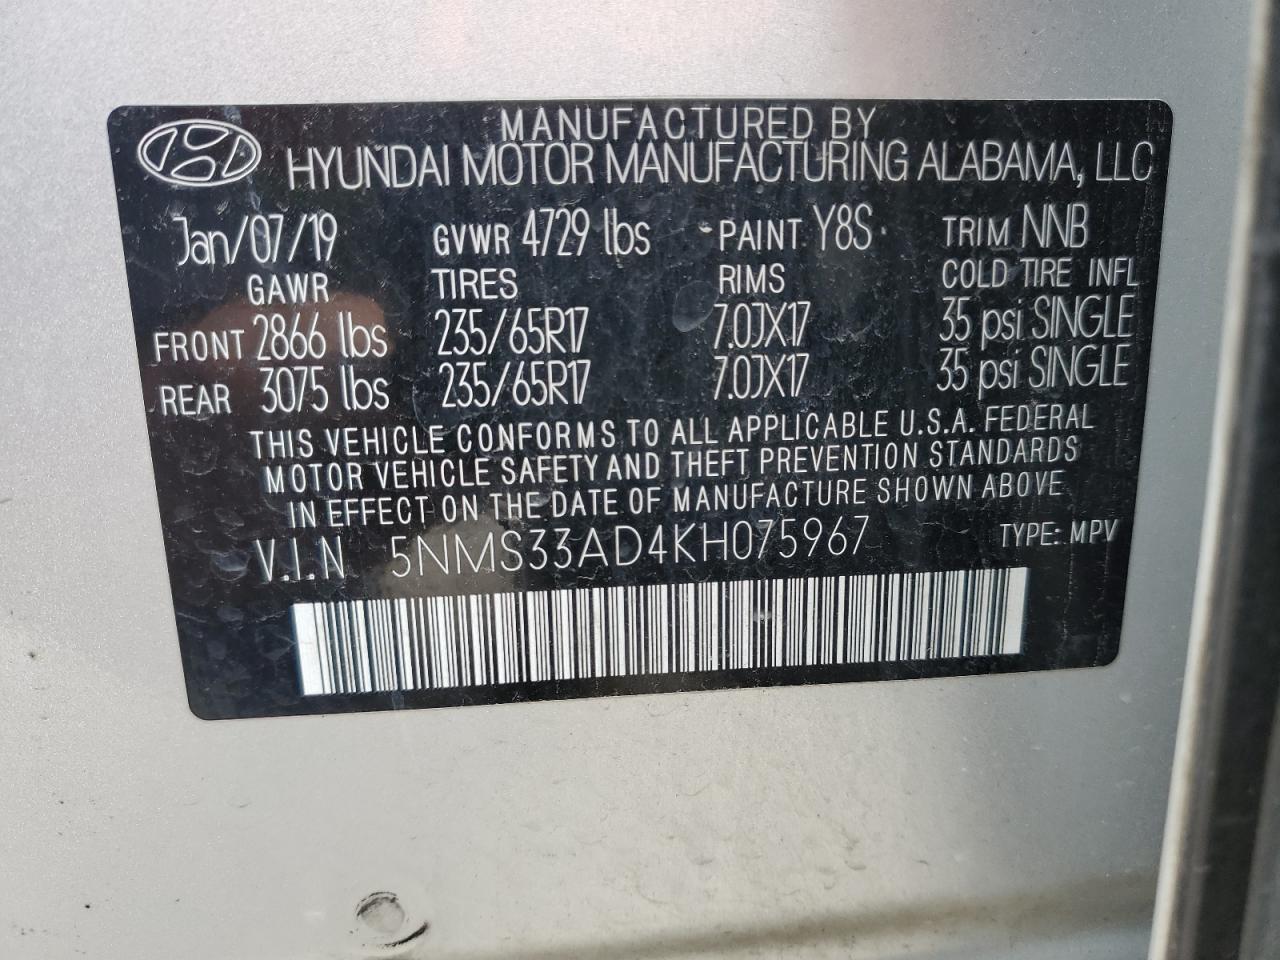 MANUFACTURED BY
HYUNDAI MOTOR MANUFACTURING ALABAMA, LLC
Jan/07/19 GVWR 4729 lbs PAINT Y8S TRIM NNB
GAWR TIRES RIMS COLD TIRE INFL
FRONT 2866 lbs 235/65R17 7.0JX17 35 psi SINGLE
REAR 3075 lbs 235/65R17 7.0JX17 35 psi SINGLE
THIS VEHICLE CONFORMS TO ALL APPLICABLE U.S.A. FEDERAL
MOTOR VEHICLE SAFETY AND THEFT PREVENTION STANDARDS
IN EFFECT ON THE DATE OF MANUFACTURE SHOWN ABOVE
V.I.N 5NMS33AD4KH075967 TYPE: MPV